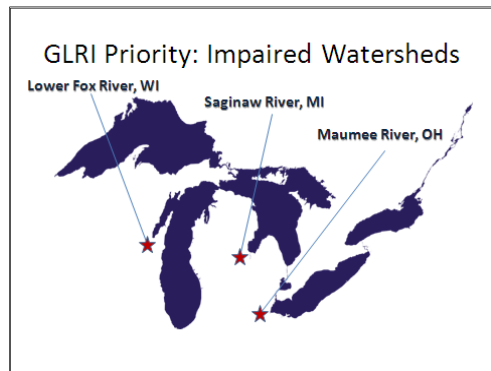 GLRI Priority: Impaired Watersheds
Lower Fox River, WI
Saginaw River, MI
Maumee River, OH